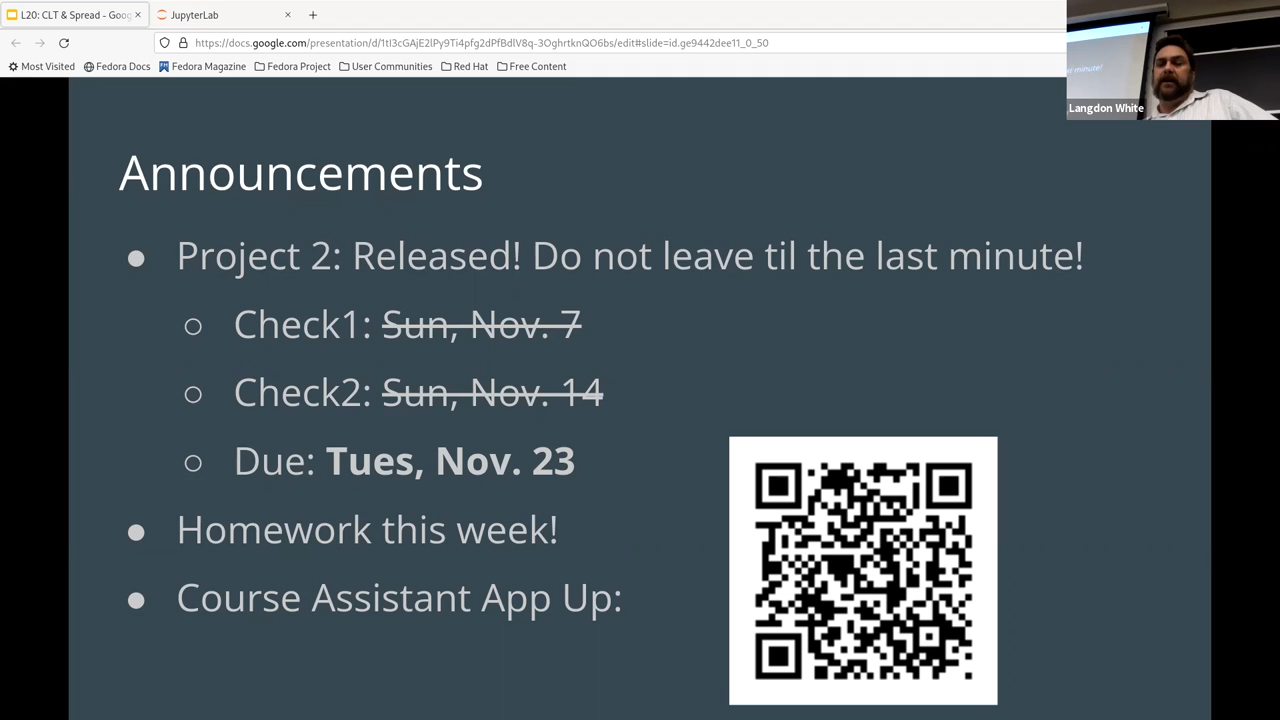 L20: CLT & Spread - Goog
JupyterLab
https://docs.google.com/presentation/d/1tI3cGAjE2lPy9Ti4pfg2dPfBdlV8q-3OghrtknQO6bs/edit#slide=id.ge9442dee11_0_50
Most Visited Fedora Docs Fedora Magazine Fedora Project User Communities Red Hat Free Content
minute!
Langdon White
Announcements
● Project 2: Released! Do not leave til the last minute!
○ Check1: Sun, Nov. 7
○ Check2: Sun, Nov. 14
○ Due: Tues, Nov. 23
● Homework this week!
● Course Assistant App Up: